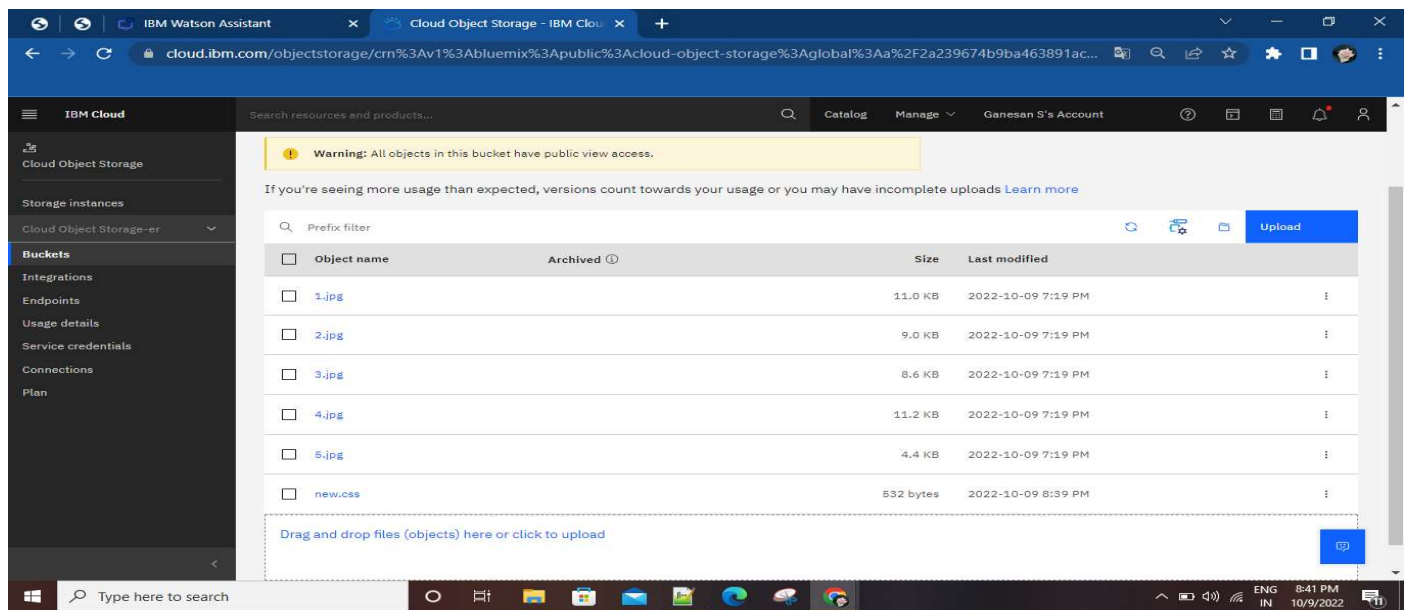 IBM Watson Assistant
Cloud Object Storage - IBM Clou
cloud.ibm.com/objectstorage/crn%3Av1%3Abluemix%3Apublic%3Acloud-object-storage%3Aglobal%3Aa%2F2a239674b9ba463891ac...
IBM Cloud
Search resources and products...
Catalog
Manage
Ganesan S's Account
Cloud Object Storage
Storage instances
Cloud Object Storage-er
Buckets
Integrations
Endpoints
Usage details
Service credentials
Connections
Plan
Warning: All objects in this bucket have public view access.
If you're seeing more usage than expected, versions count towards your usage or you may have incomplete uploads Learn more
Prefix filter
Upload
Object name Archived Size Last modified
1.jpg 11.0 KB 2022-10-09 7:19 PM
2.jpg 9.0 KB 2022-10-09 7:19 PM
3.jpg 8.6 KB 2022-10-09 7:19 PM
4.jpg 11.2 KB 2022-10-09 7:19 PM
5.jpg 4.4 KB 2022-10-09 7:19 PM
new.css 532 bytes 2022-10-09 8:39 PM
Drag and drop files (objects) here or click to upload
Type here to search
ENG
IN
8:41 PM
10/9/2022
11